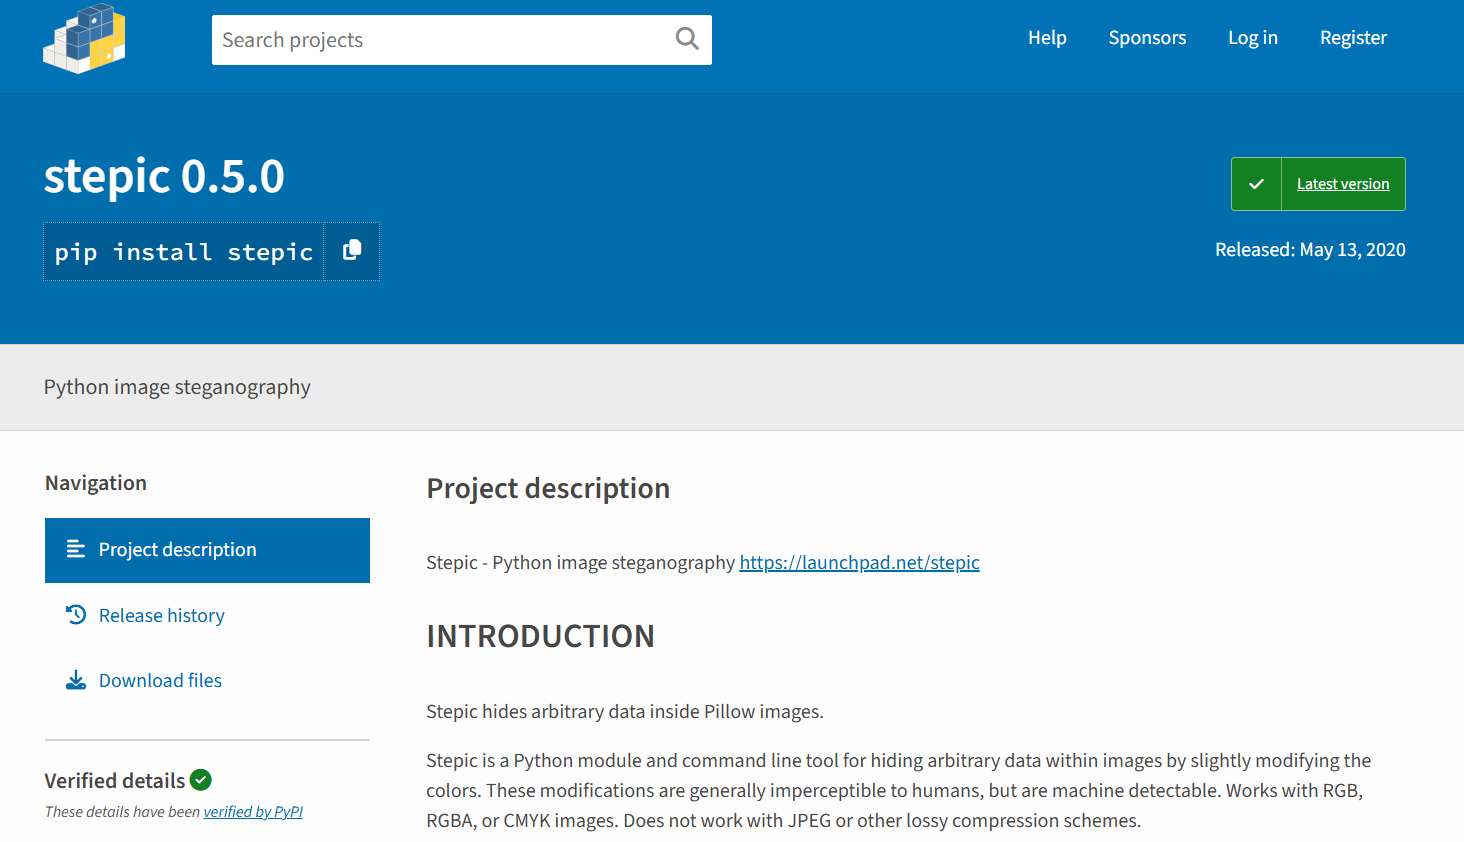 Search projects
Help
Sponsors
Log in
Register
stepic 0.5.0
pip install stepic
Latest version
Released: May 13, 2020
Python image steganography
Navigation
Project description
Release history
Download files
Verified details
These details have been verified by PyPI
Project description
Stepic - Python image steganography https://launchpad.net/stepic
INTRODUCTION
Stepic hides arbitrary data inside Pillow images.
Stepic is a Python module and command line tool for hiding arbitrary data within images by slightly modifying the
colors. These modifications are generally imperceptible to humans, but are machine detectable. Works with RGB,
RGBA, or CMYK images. Does not work with JPEG or other lossy compression schemes.